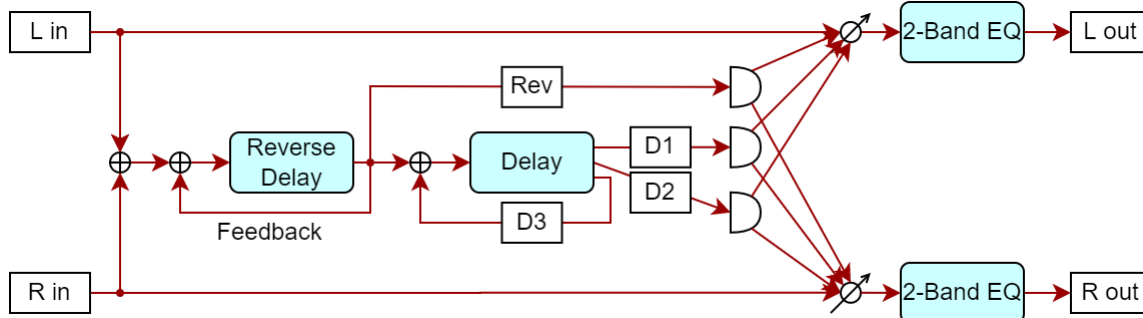 L in
2-Band EQ
L out
Rev
Reverse
Delay
Delay
D1
D2
D3
Feedback
R in
2-Band EQ
R out